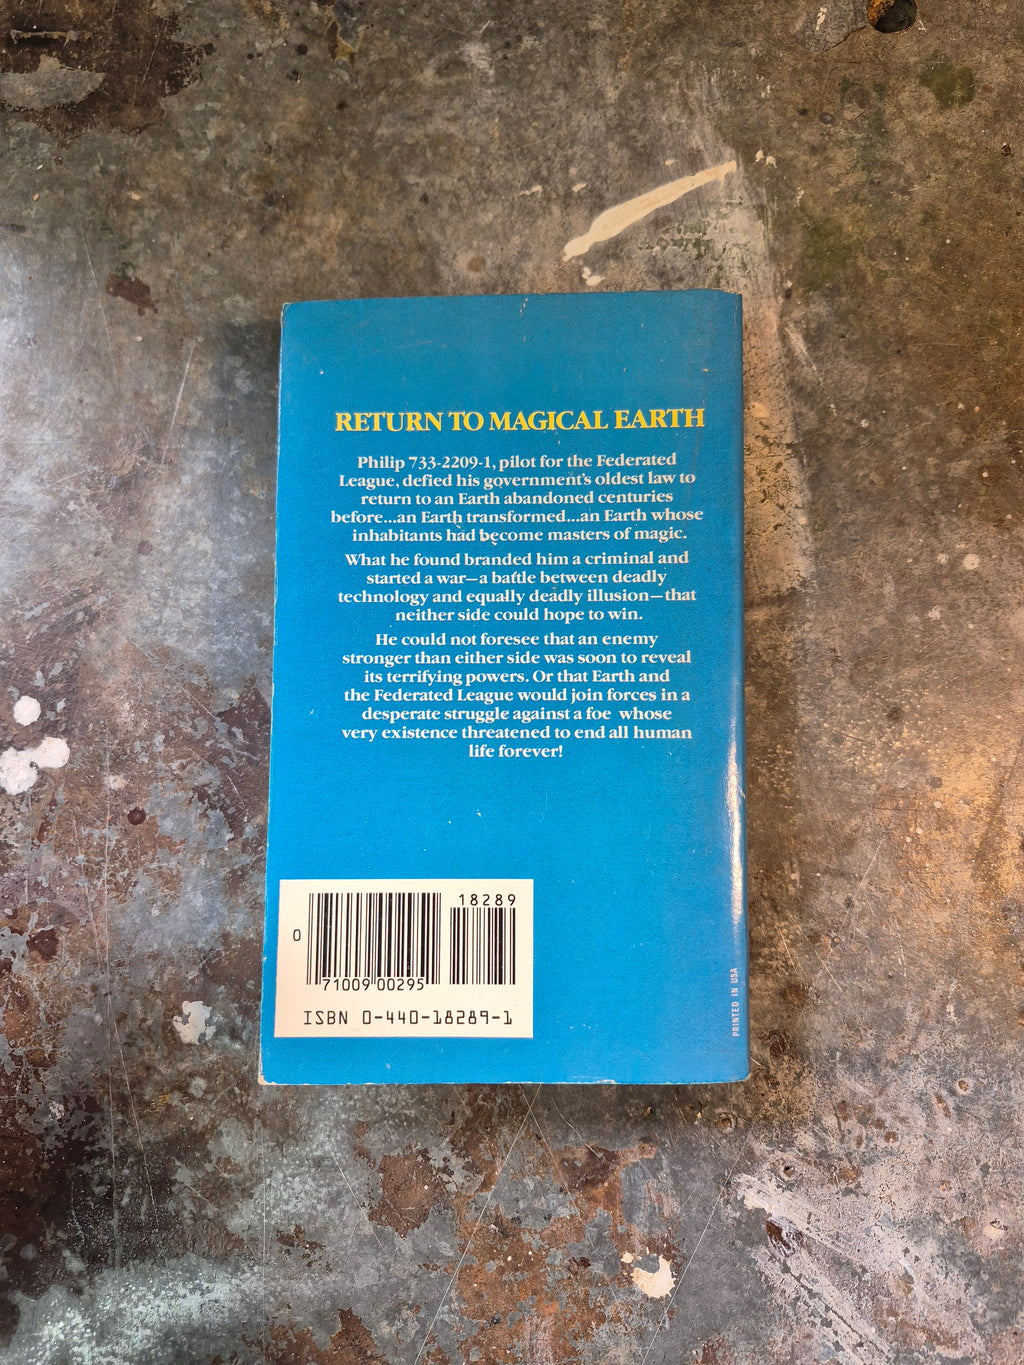 RETURN TO MAGICAL EARTH
Philip 733-2209-1, pilot for the Federated
League, defied his government's oldest law to
return to an Earth abandoned centuries
before...an Earth transformed...an Earth whose
inhabitants had become masters of magic.
What he found branded him a criminal and
started a war—a battle between deadly
technology and equally deadly illusion—that
neither side could hope to win.
He could not foresee that an enemy
stronger than either side was soon to reveal
its terrifying powers. Or that Earth and
the Federated League would join forces in a
desperate struggle against a foe whose
very existence threatened to end all human
life forever!
18289
0
71009 00295
ISBN 0-440-18289-1
PRINTED IN USA